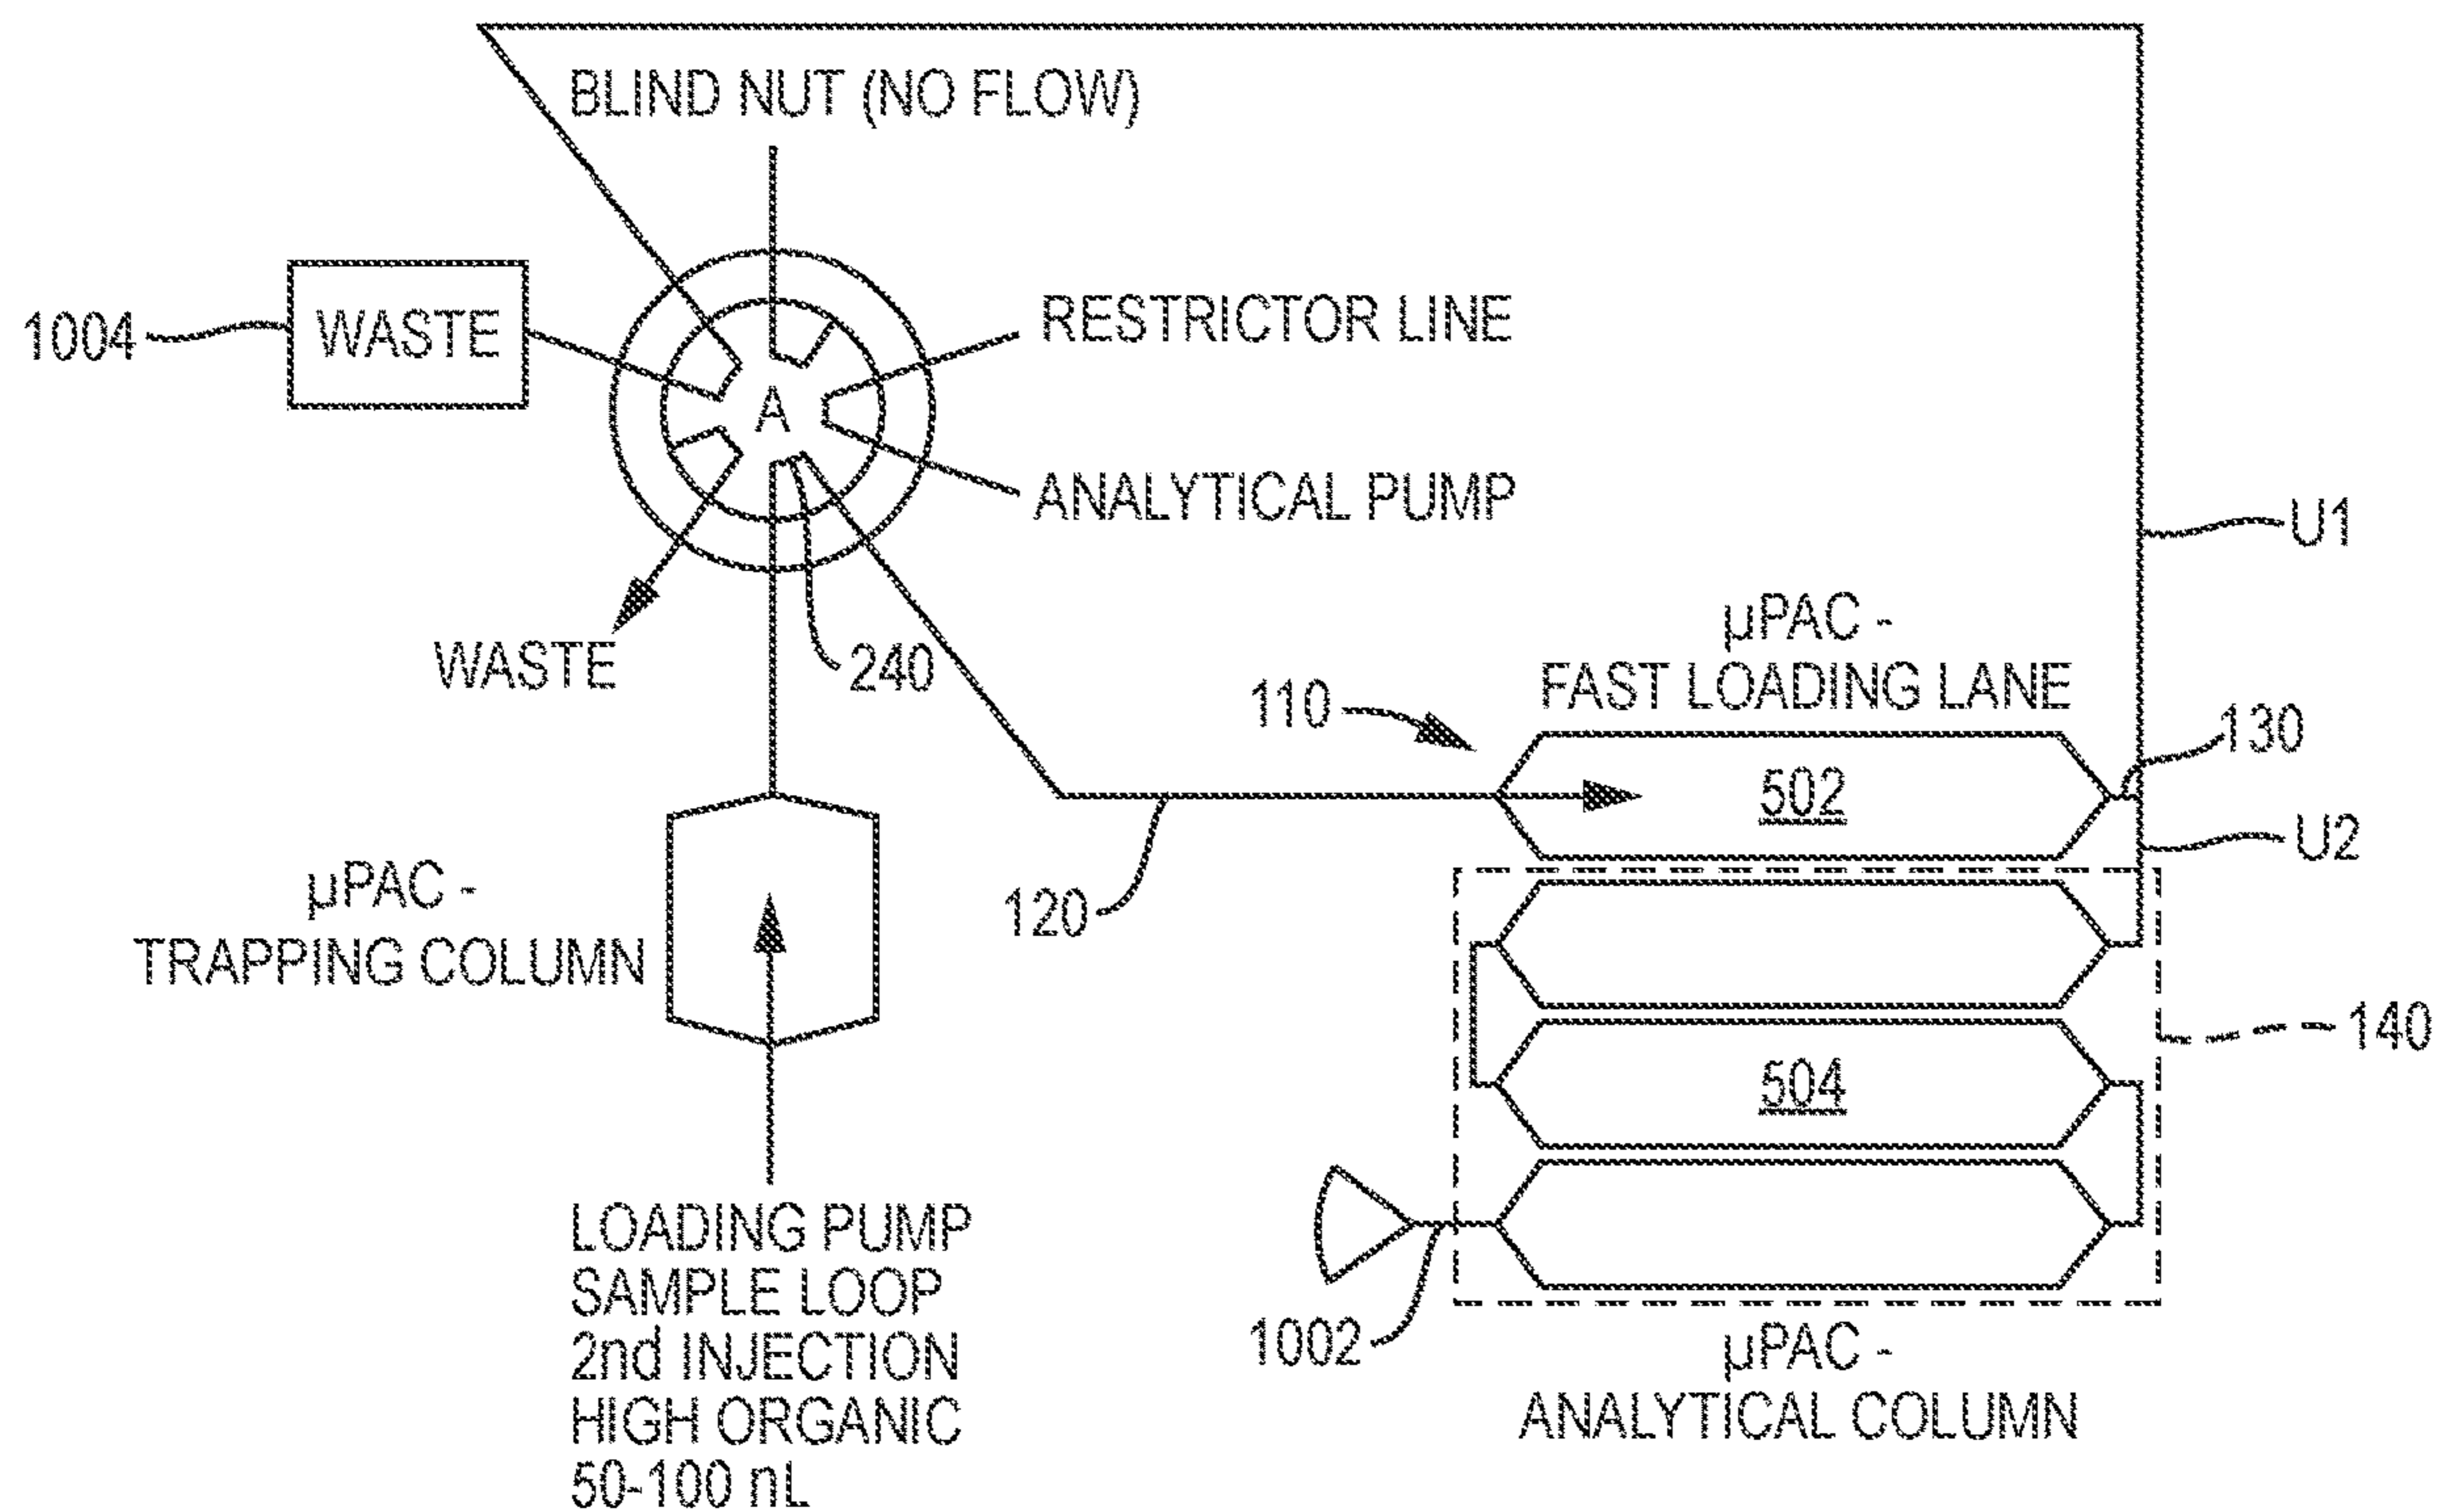 BLIND NUT (NO FLOW)
1004
WASTE
RESTRICTOR LINE
A
ANALYTICAL PUMP
U1
WASTE
240
µPAC -
FAST LOADING LANE
110
130
502
U2
120
µPAC -
TRAPPING COLUMN
140
504
LOADING PUMP
SAMPLE LOOP
2nd INJECTION
HIGH ORGANIC
50-100 nL
1002
µPAC -
ANALYTICAL COLUMN